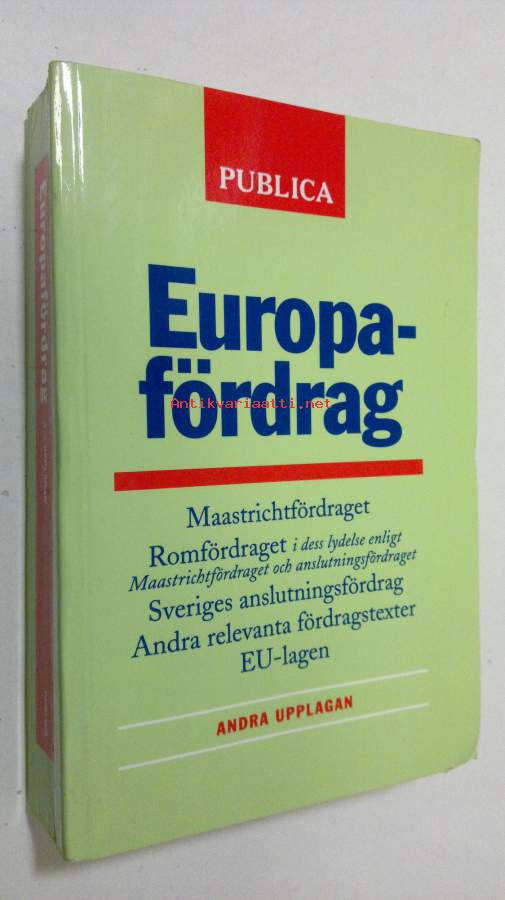 PUBLICA
Europa-
fördrag
Antikvariaatti.net
Maastrichtfördraget
Romfördraget i dess lydelse enligt
Maastrichtfördraget och anslutningsfördraget
Sveriges anslutningsfördrag
Andra relevanta fördragstexter
EU-lagen
ANDRA UPPLAGAN
Europafördrag